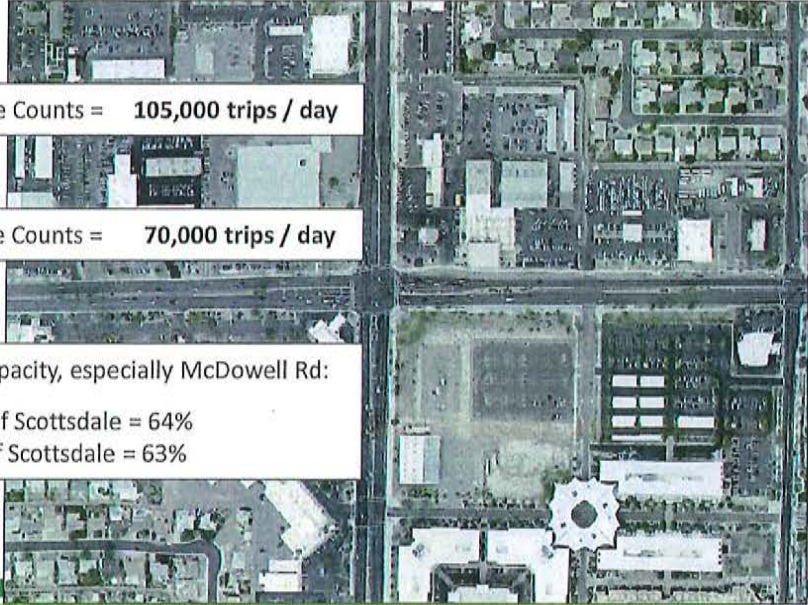 e Counts = 105,000 trips / day
e Counts = 70,000 trips / day
pacity, especially McDowell Rd:
f Scottsdale = 64%
f Scottsdale = 63%